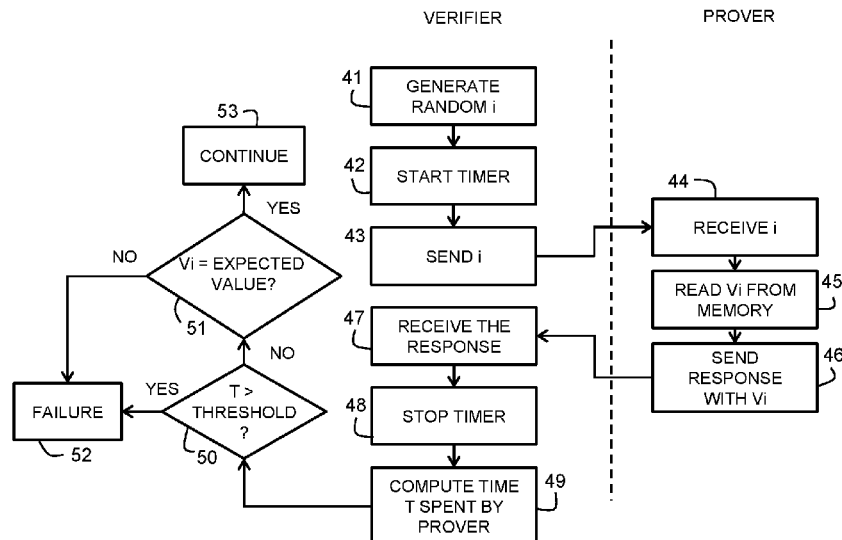 VERIFIER
PROVER
41
GENERATE
RANDOM i
42
START TIMER
43
SEND i
44
RECEIVE i
45
READ Vi FROM
MEMORY
46
SEND
RESPONSE
WITH Vi
47
RECEIVE THE
RESPONSE
48
STOP TIMER
49
COMPUTE TIME
T SPENT BY
PROVER
50
T >
THRESHOLD
?
YES
NO
51
Vi = EXPECTED
VALUE?
NO
YES
52
FAILURE
53
CONTINUE